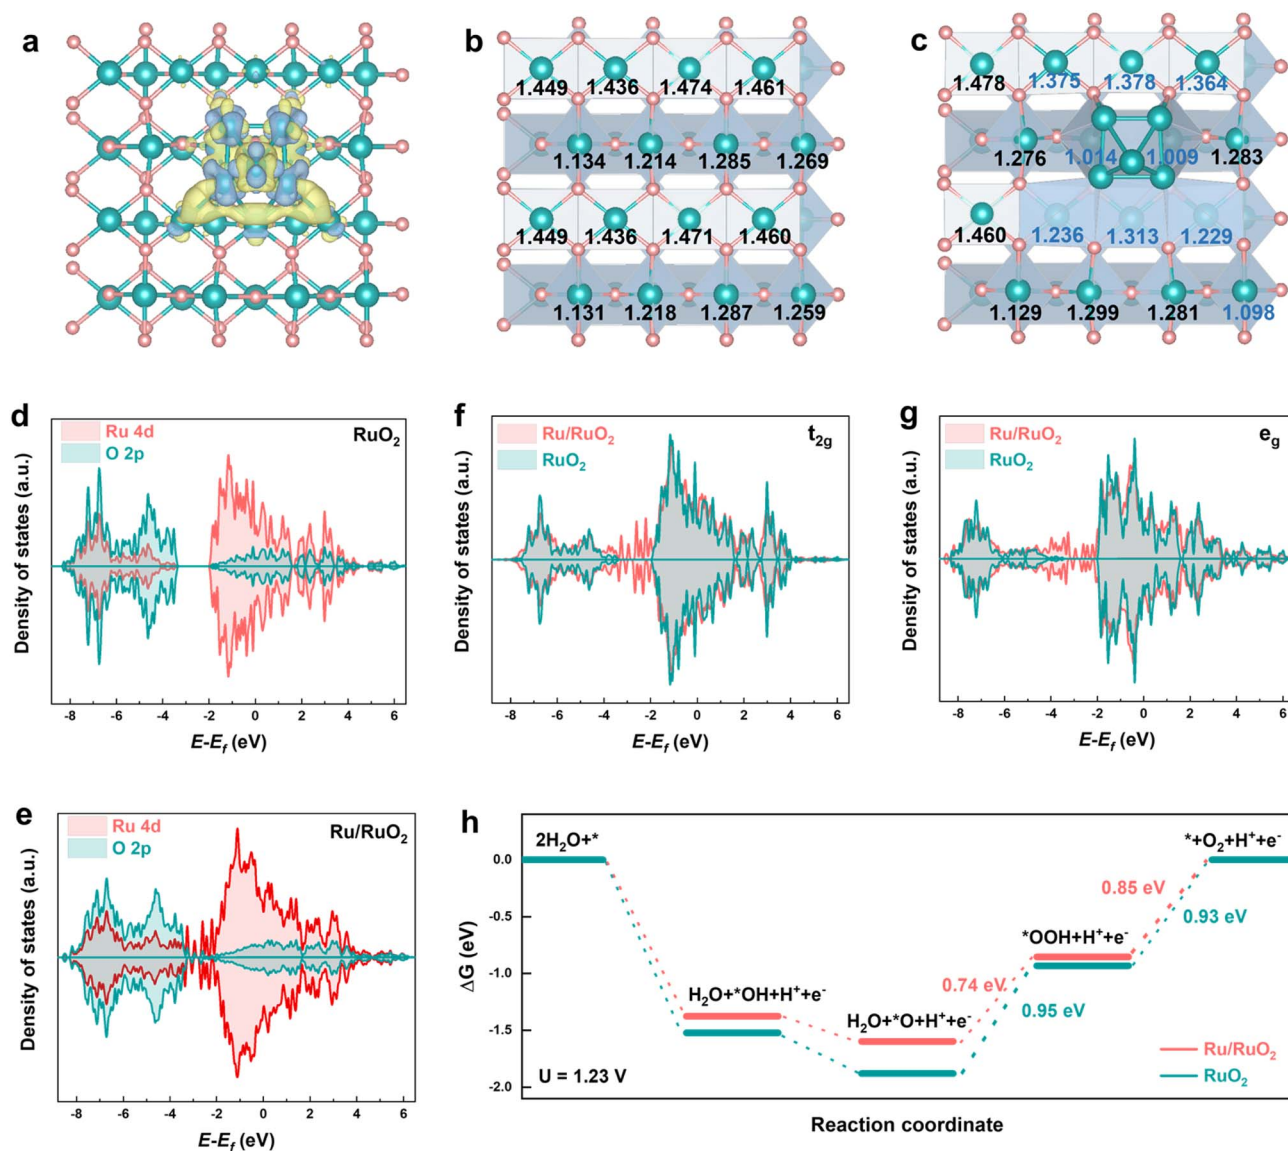 a
b
1.449 1.436 1.474 1.461
1.134 1.214 1.285 1.269
1.449 1.436 1.471 1.460
1.131 1.218 1.287 1.259
c
1.478 1.375 1.378 1.364
1.276 1.014 1.009 1.283
1.460 1.236 1.313 1.229
1.129 1.299 1.281 1.098
d
Ru 4d
O 2p
RuO₂
Density of states (a.u.)
-8 -6 -4 -2 0 2 4 6
E-E_f (eV)
f
Ru/RuO₂
RuO₂
t₂g
Density of states (a.u.)
-8 -6 -4 -2 0 2 4 6
E-E_f (eV)
g
Ru/RuO₂
RuO₂
e_g
Density of states (a.u.)
-8 -6 -4 -2 0 2 4 6
E-E_f (eV)
e
Ru 4d
O 2p
Ru/RuO₂
Density of states (a.u.)
-8 -6 -4 -2 0 2 4 6
E-E_f (eV)
h
2H₂O+*
*+O₂+H⁺+e⁻
0.0
0.85 eV
0.93 eV
-0.5
*OOH+H⁺+e⁻
ΔG (eV)
-1.0
H₂O+*OH+H⁺+e⁻
0.74 eV
H₂O+*O+H⁺+e⁻
0.95 eV
-1.5
Ru/RuO₂
RuO₂
U = 1.23 V
-2.0
Reaction coordinate